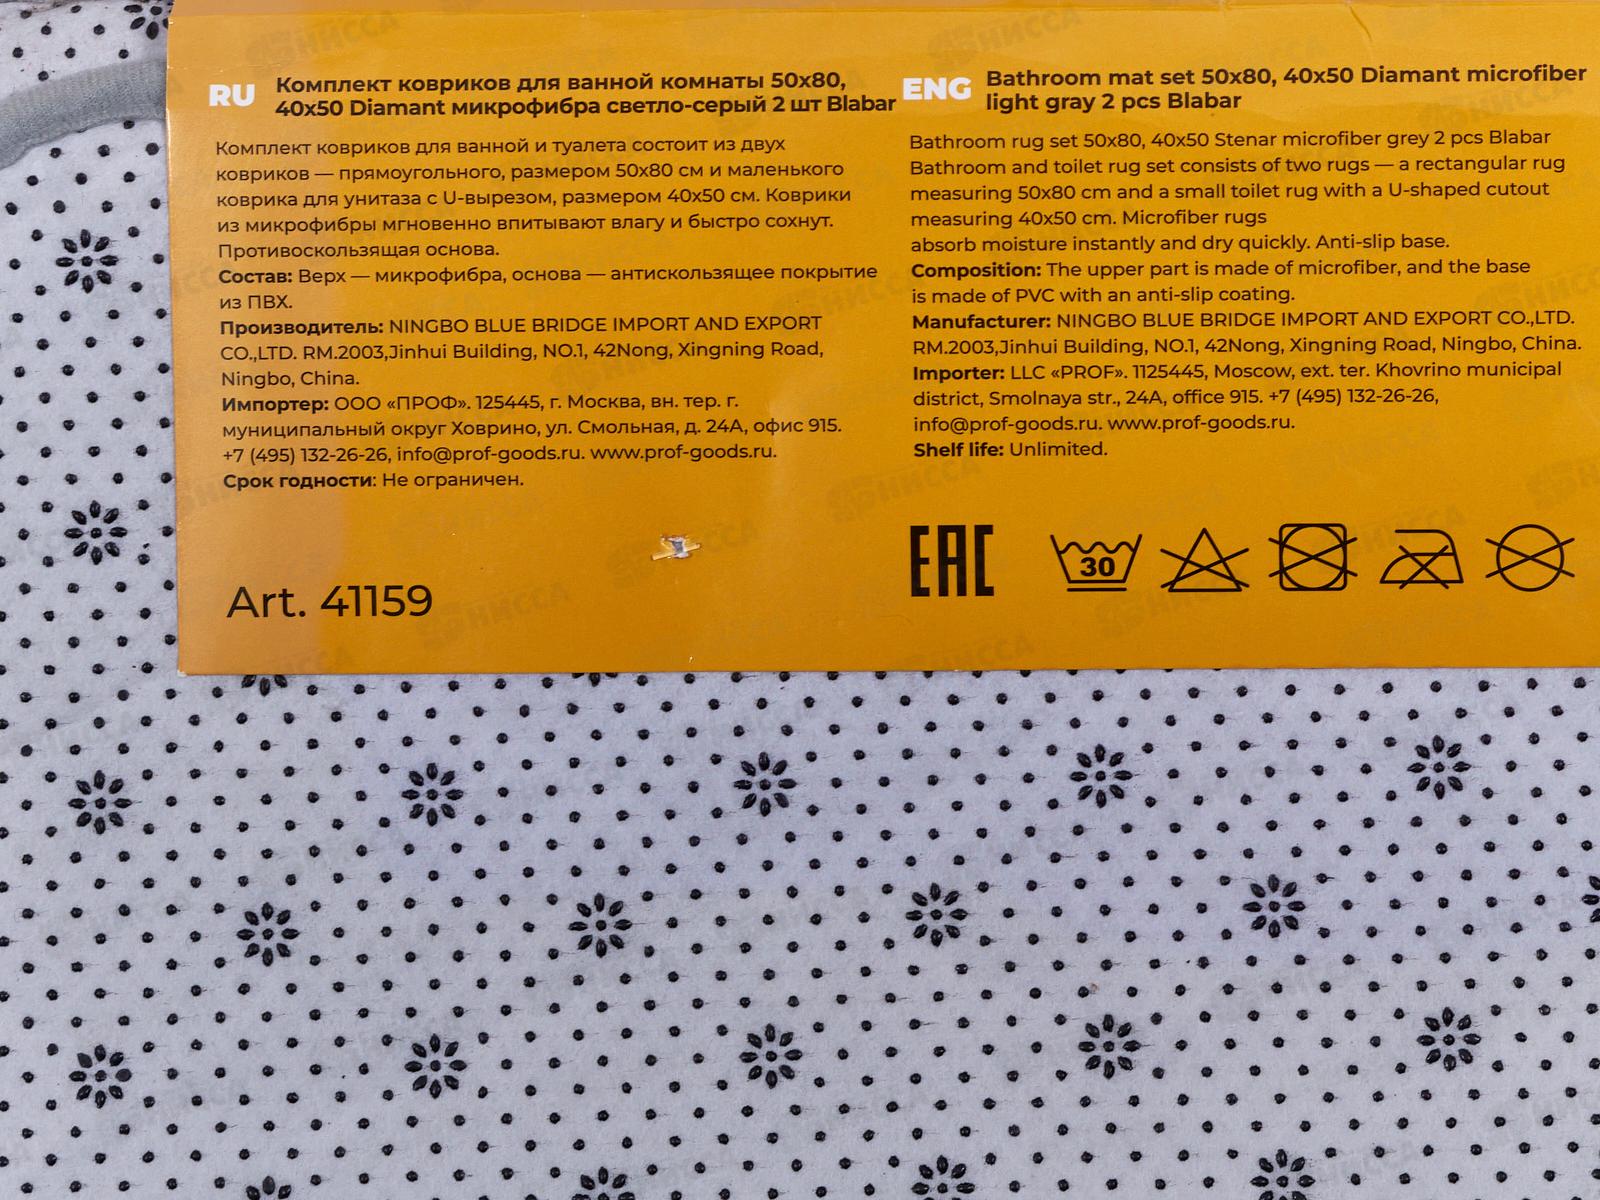 RU
Комплект ковриков для ванной комнаты 50x80,
40x50 Diamant микрофибра светло-серый 2 шт Blabar
Комплект ковриков для ванной и туалета состоит из двух
ковриков — прямоугольного, размером 50x80 см и маленького
коврика для унитаза с U-вырезом, размером 40x50 см. Коврики
из микрофибры мгновенно впитывают влагу и быстро сохнут.
Противоскользящая основа.
Состав: Верх — микрофибра, основа — антискользящее покрытие
из ПВХ.
Производитель: NINGBO BLUE BRIDGE IMPORT AND EXPORT
CO.,LTD. RM.2003,Jinhui Building, NO.1, 42Nong, Xingning Road,
Ningbo, China.
Импортер: ООО «ПРОФ». 125445, г. Москва, вн. тер. г.
муниципальный округ Ховрино, ул. Смольная, д. 24А, офис 915.
+7 (495) 132-26-26, info@prof-goods.ru. www.prof-goods.ru.
Срок годности: Не ограничен.
Art. 41159
ENG
Bathroom mat set 50x80, 40x50 Diamant microfiber
light gray 2 pcs Blabar
Bathroom rug set 50x80, 40x50 Stenar microfiber grey 2 pcs Blabar
Bathroom and toilet rug set consists of two rugs — a rectangular rug
measuring 50x80 cm and a small toilet rug with a U-shaped cutout
measuring 40x50 cm. Microfiber rugs
absorb moisture instantly and dry quickly. Anti-slip base.
Composition: The upper part is made of microfiber, and the base
is made of PVC with an anti-slip coating.
Manufacturer: NINGBO BLUE BRIDGE IMPORT AND EXPORT CO.,LTD.
RM.2003,Jinhui Building, NO.1, 42Nong, Xingning Road, Ningbo, China.
Importer: LLC «PROF». 1125445, Moscow, ext. ter. Khovrino municipal
district, Smolnaya str., 24A, office 915. +7 (495) 132-26-26,
info@prof-goods.ru. www.prof-goods.ru.
Shelf life: Unlimited.
EAC
30